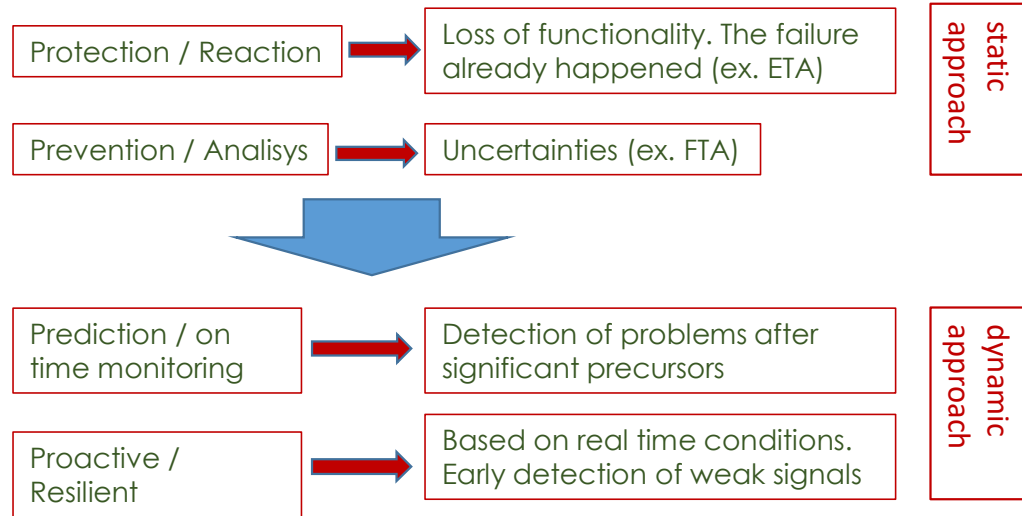 Protection / Reaction
Loss of functionality. The failure
already happened (ex. ETA)
static
approach
Prevention / Analisys
Uncertainties (ex. FTA)
Prediction / on
time monitoring
Detection of problems after
significant precursors
dynamic
approach
Proactive /
Resilient
Based on real time conditions.
Early detection of weak signals